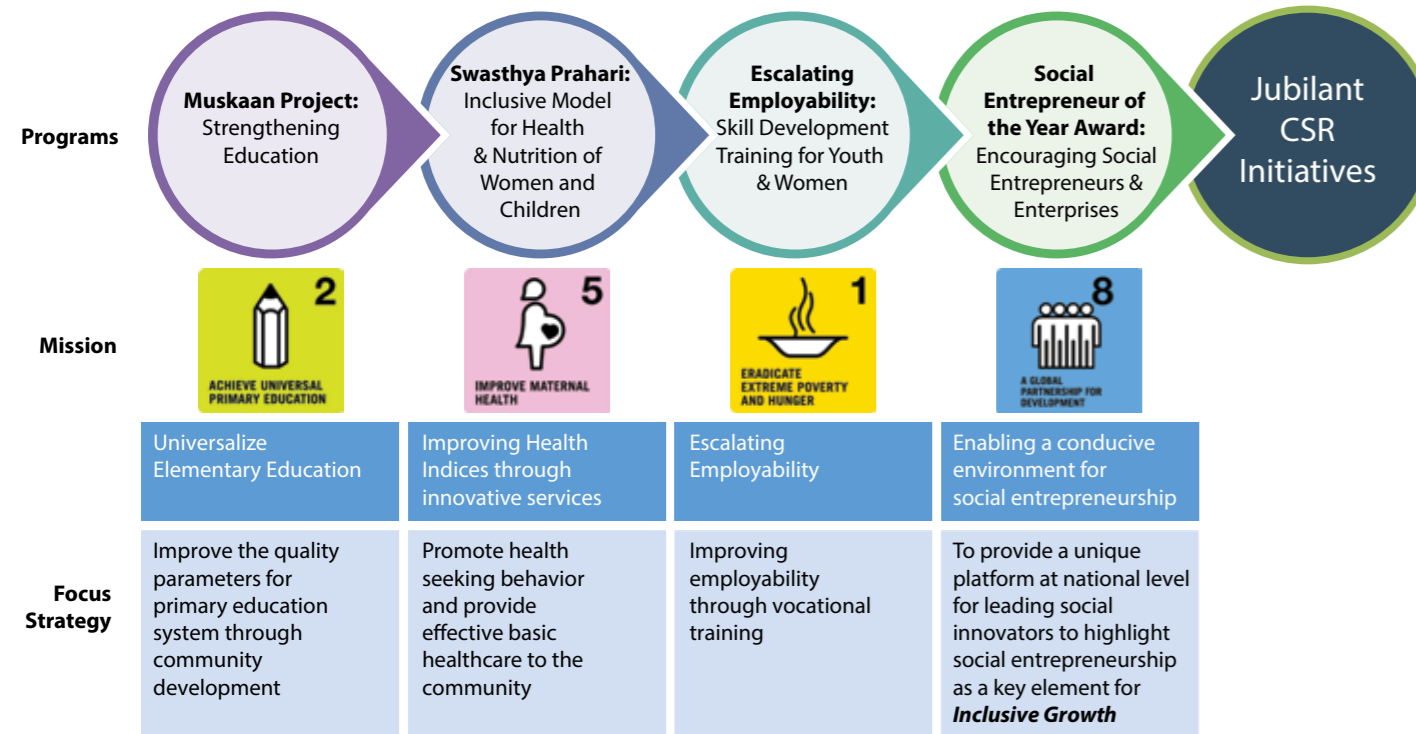 Programs
Muskaan Project:
Strengthening
Education
Swasthya Prahari:
Inclusive Model
for Health
& Nutrition of
Women and
Children
Escalating
Employability:
Skill Development
Training for Youth
& Women
Social
Entrepreneur of
the Year Award:
Encouraging Social
Entrepreneurs &
Enterprises
Jubilant
CSR
Initiatives
Mission
2
ACHIEVE UNIVERSAL
PRIMARY EDUCATION
5
IMPROVE MATERNAL
HEALTH
1
ERADICATE
EXTREME POVERTY
AND HUNGER
8
A GLOBAL
PARTNERSHIP FOR
DEVELOPMENT
Universalize
Elementary Education
Improving Health
Indices through
innovative services
Escalating
Employability
Enabling a conducive
environment for
social entrepreneurship
Focus
Strategy
Improve the quality
parameters for
primary education
system through
community
development
Promote health
seeking behavior
and provide
effective basic
healthcare to the
community
Improving
employability
through vocational
training
To provide a unique
platform at national level
for leading social
innovators to highlight
social entrepreneurship
as a key element for
Inclusive Growth